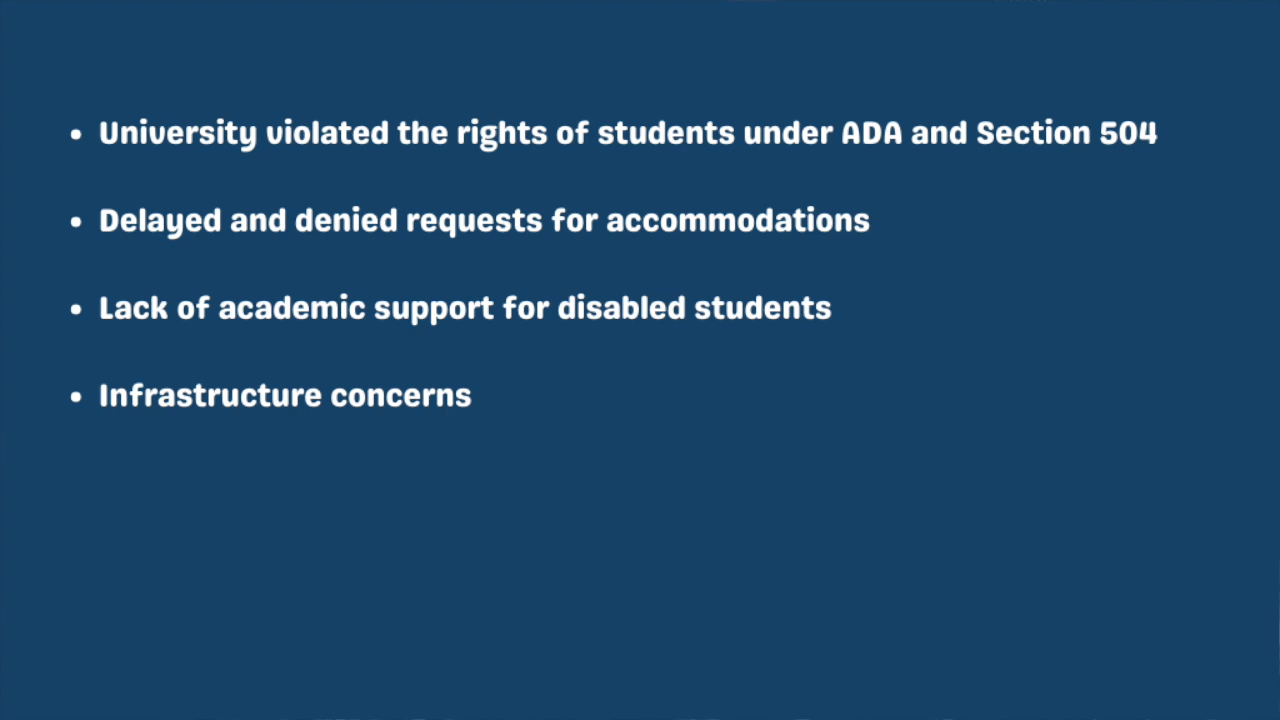 • University violated the rights of students under ADA and Section 504
• Delayed and denied requests for accommodations
• Lack of academic support for disabled students
• Infrastructure concerns